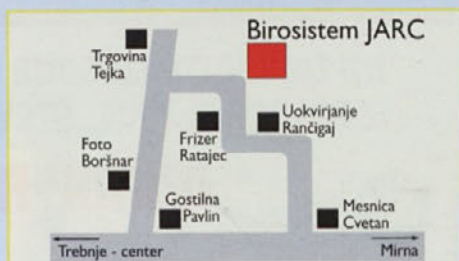 Birosistem JARC
Trgovina
Tejka
Uokvirjanje
Rančigaj
Frizer
Ratajec
Foto
Boršnar
Gostilna
Pavlin
Mesnica
Cvetan
Trebnje - center
Mirna